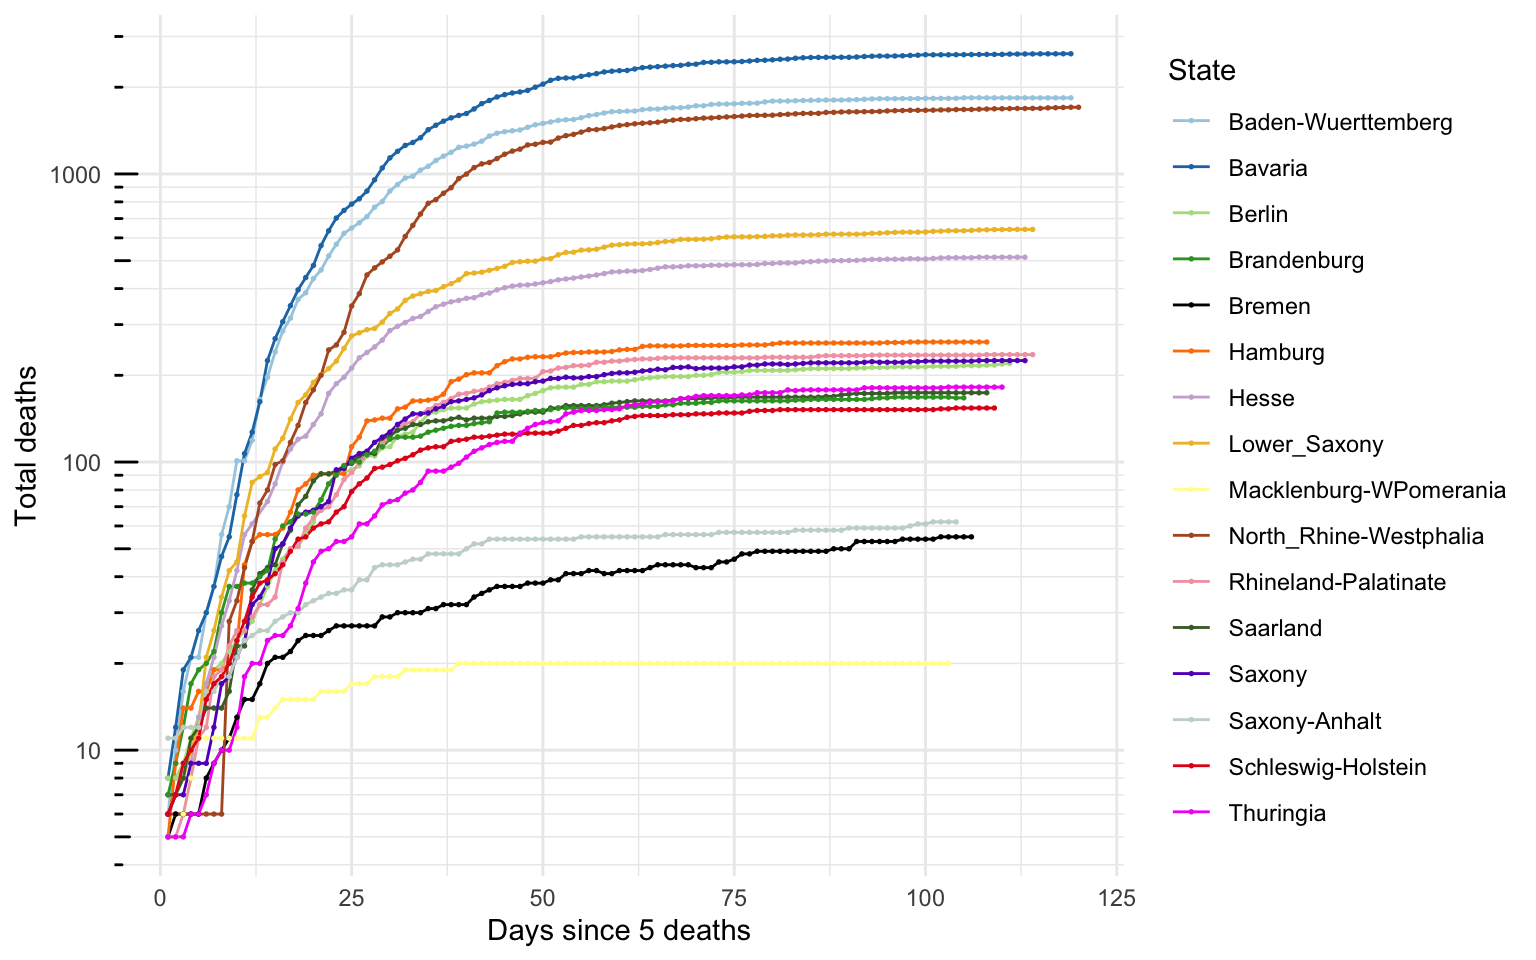 Total deaths
1000
100
10
0 25 50 75 100 125
Days since 5 deaths
State
Baden-Wuerttemberg
Bavaria
Berlin
Brandenburg
Bremen
Hamburg
Hesse
Lower_Saxony
Macklenburg-WPomerania
North_Rhine-Westphalia
Rhineland-Palatinate
Saarland
Saxony
Saxony-Anhalt
Schleswig-Holstein
Thuringia